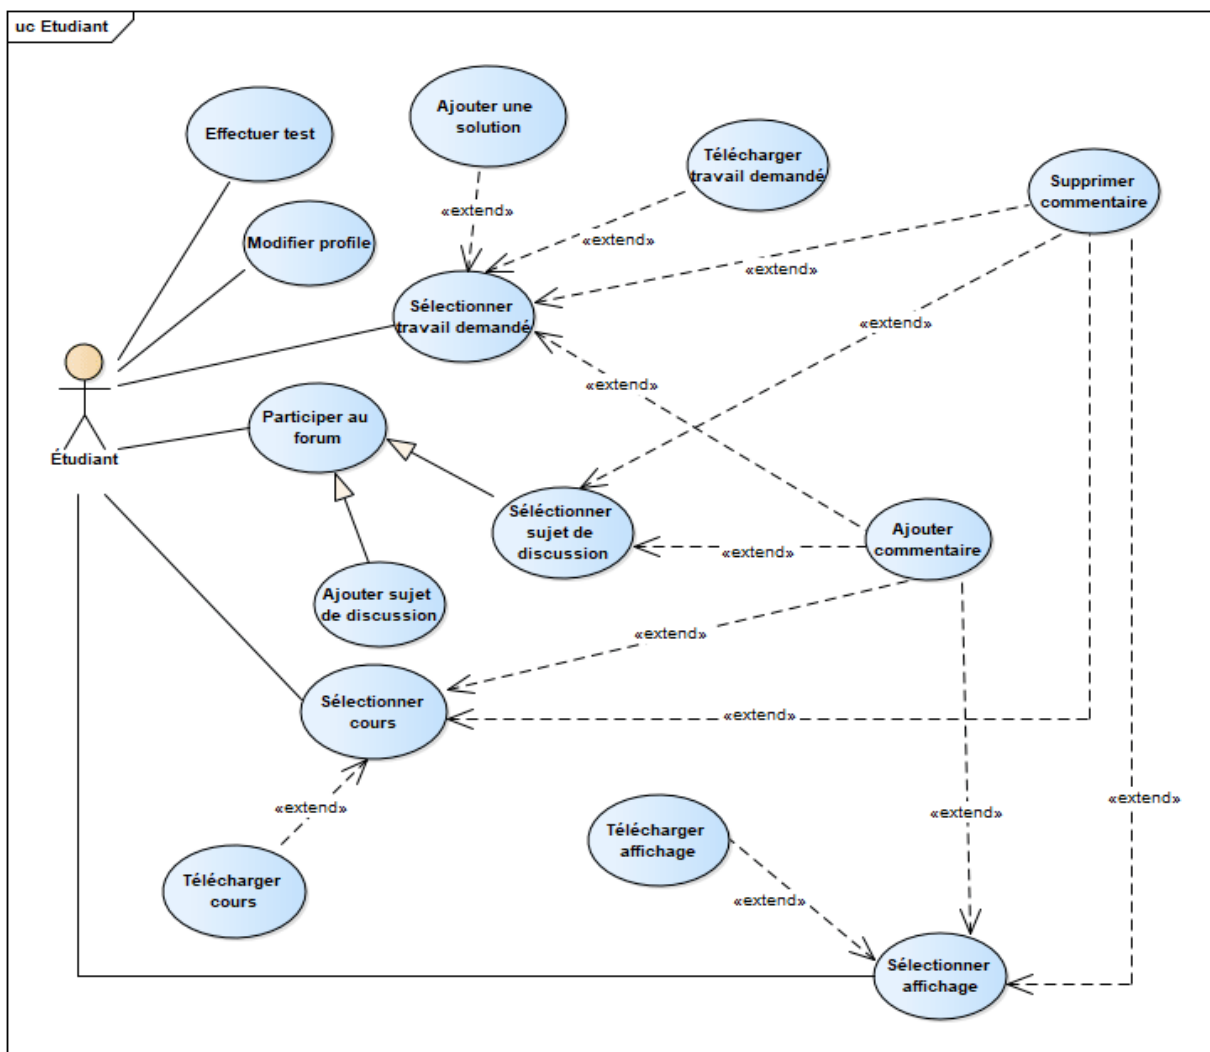 uc Etudiant
Ajouter une
solution
Effectuer test
Télécharger
travail demandé
Supprimer
commentaire
«extend»
Modifier profile
«extend»
«extend»
Sélectionner
travail demandé
«extend»
«extend»
Participer au
forum
Étudiant
Séléctionner
sujet de
discussion
Ajouter
commentaire
«extend»
Ajouter sujet
de discussion
«extend»
Sélectionner
cours
«extend»
«extend»
«extend»
«extend»
Télécharger
affichage
Télécharger
cours
«extend»
Sélectionner
affichage